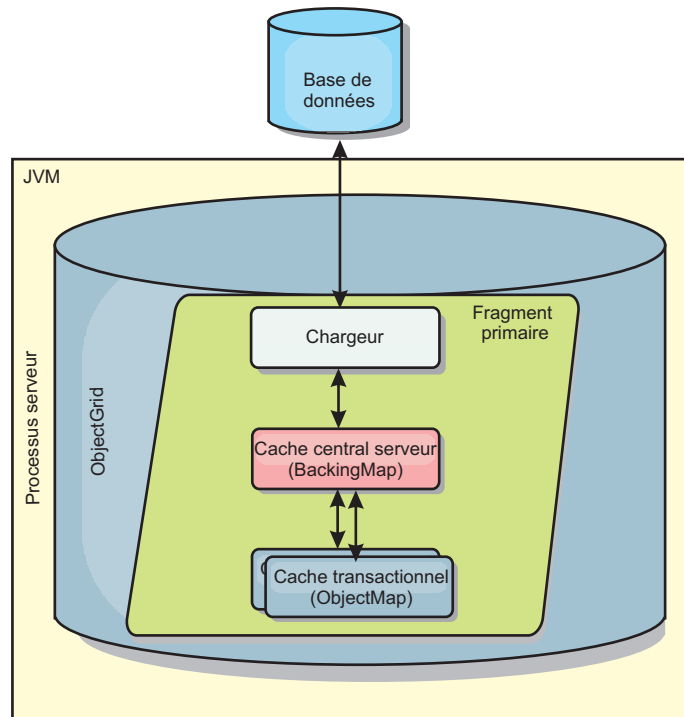 Base de
données
JVM
Fragment
primaire
Chargeur
Cache central serveur
(BackingMap)
Cache transactionnel
(ObjectMap)
ObjectGrid
Processus serveur